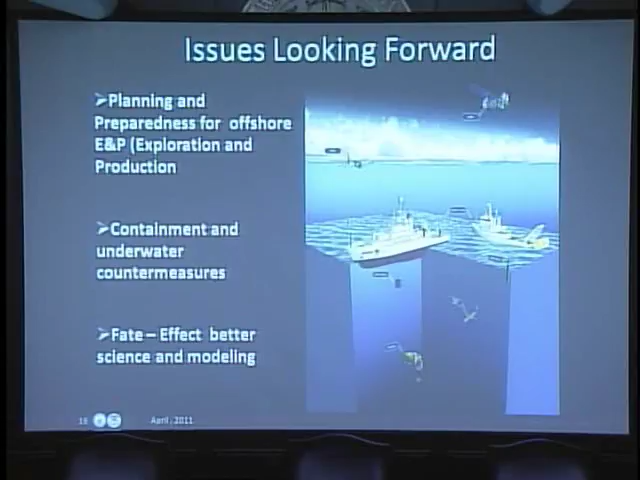 Issues Looking Forward
➢Planning and
Preparedness for offshore
E&P (Exploration and
Production
➢Containment and
underwater
countermeasures
➢Fate – Effect better
science and modeling
April, 2011